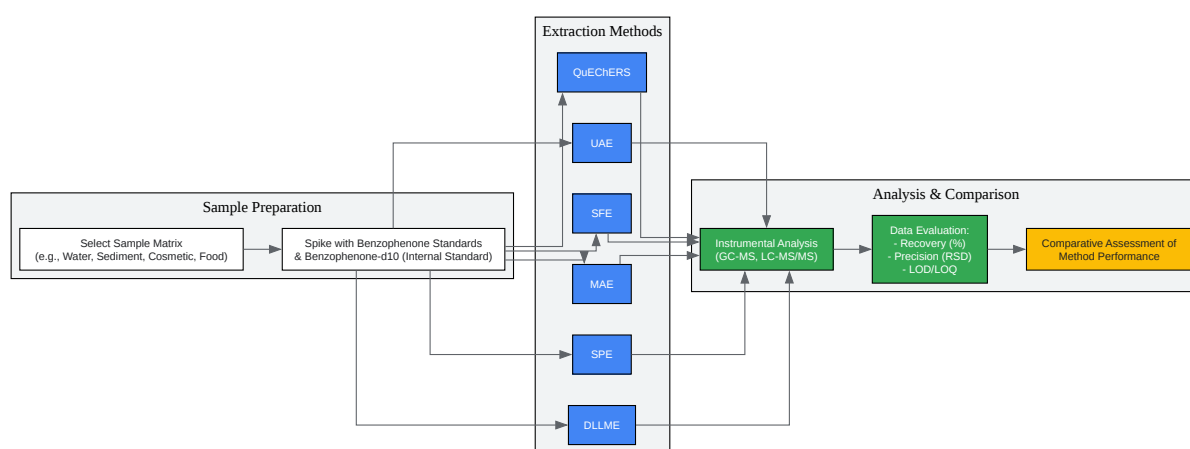 Sample Preparation
Select Sample Matrix
(e.g., Water, Sediment, Cosmetic, Food)
Spike with Benzophenone Standards
& Benzophenone-d10 (Internal Standard)
Extraction Methods
QuEChERS
UAE
SFE
MAE
SPE
DLLME
Analysis & Comparison
Instrumental Analysis
(GC-MS, LC-MS/MS)
Data Evaluation:
- Recovery (%)
- Precision (RSD)
- LOD/LOQ
Comparative Assessment of
Method Performance